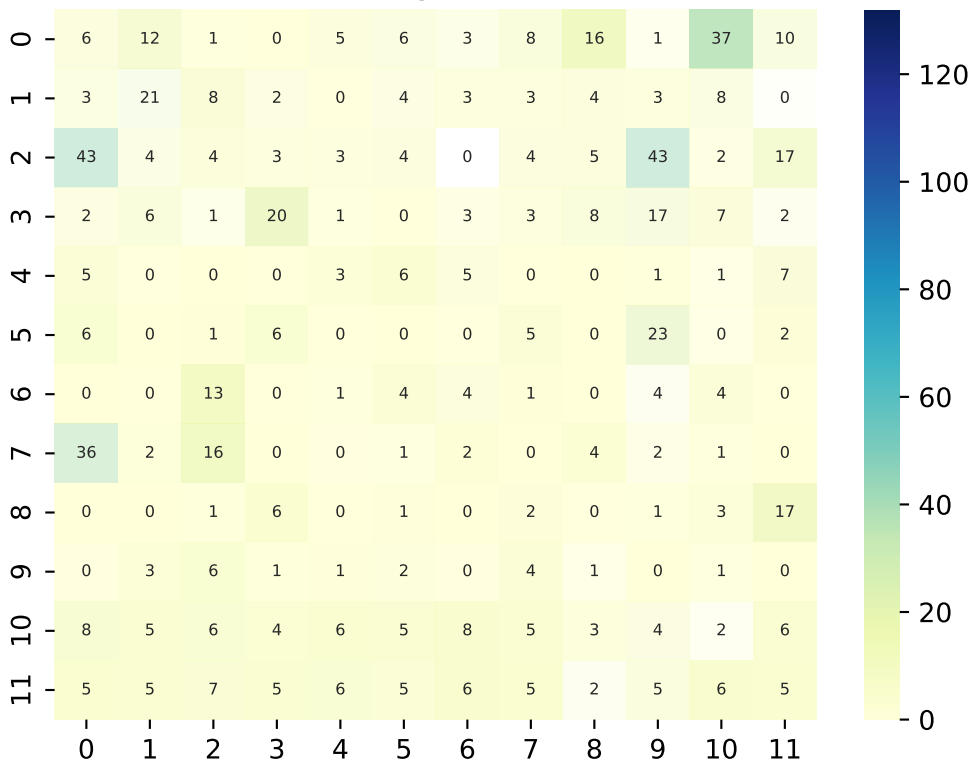 0 6 12 1 0 5 6 3 8 16 1 37 10
1 3 21 8 2 0 4 3 3 4 3 8 0
2 43 4 4 3 3 4 0 4 5 43 2 17
3 2 6 1 20 1 0 3 3 8 17 7 2
4 5 0 0 0 3 6 5 0 0 1 1 7
5 6 0 1 6 0 0 0 5 0 23 0 2
6 0 0 13 0 1 4 4 1 0 4 4 0
7 36 2 16 0 0 1 2 0 4 2 1 0
8 0 0 1 6 0 1 0 2 0 1 3 17
9 0 3 6 1 1 2 0 4 1 0 1 0
10 8 5 6 4 6 5 8 5 3 4 2 6
11 5 5 7 5 6 5 6 5 2 5 6 5
0 1 2 3 4 5 6 7 8 9 10 11
120
100
80
60
40
20
0